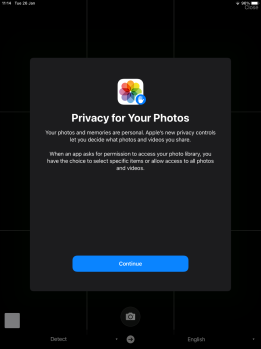 11:14 Tue 26 Jan
96%
Close
Privacy for Your Photos
Your photos and memories are personal. Apple's new privacy controls
let you decide what photos and videos you share.
When an app asks for permission to access your photo library, you
have the choice to select specific items or allow access to all photos
and videos.
Continue
Detect
English